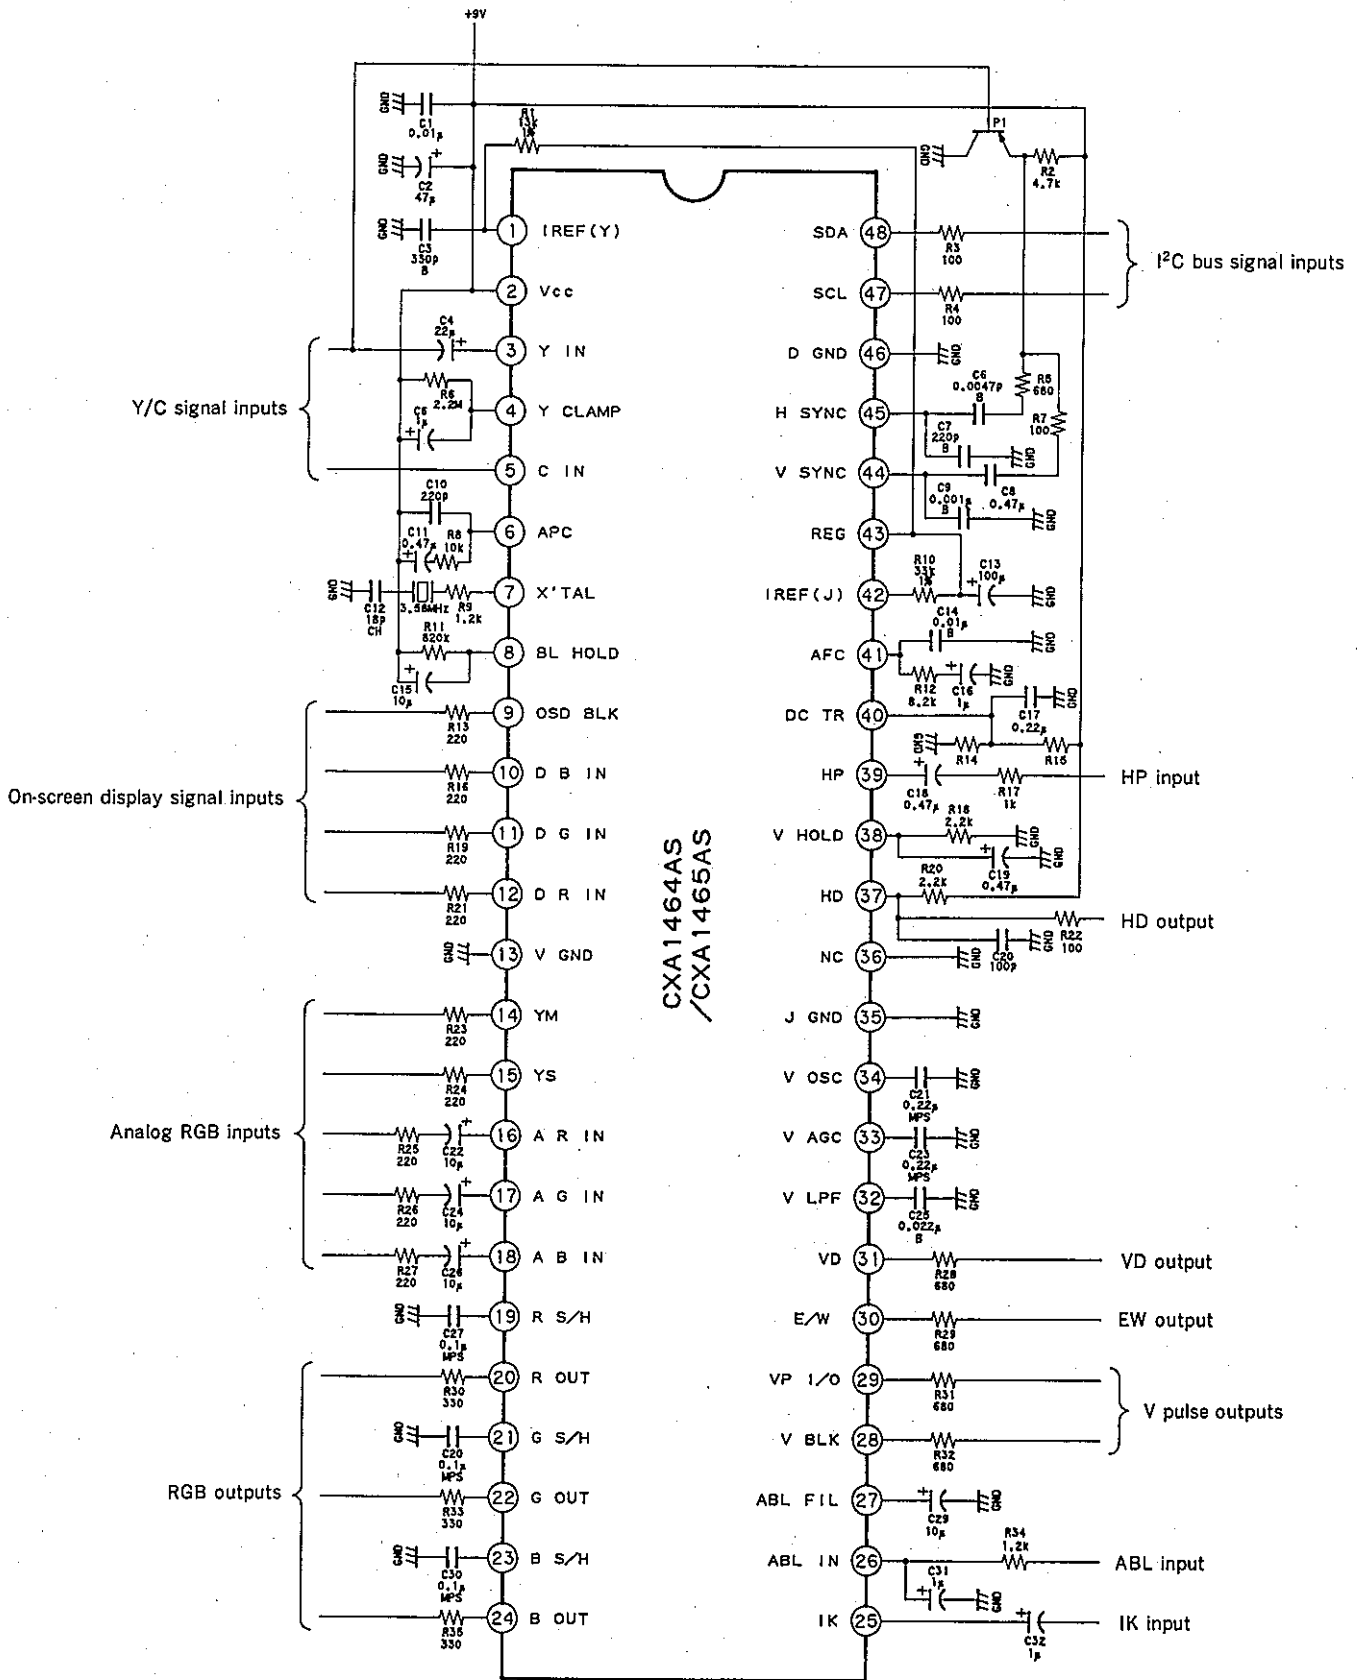 +9V
GND
C1
0.01µ
GND
C2
47µ
+
GND
C3
330p
B
R1
13k
1%
P1
GND
R2
4.7k
1 IREF(Y)
2 Vcc
C4
22µ
+
3 Y IN
R6
2.2M
4 Y CLAMP
+
1µ
Y/C signal inputs
5 C IN
C10
220p
6 APC
C11
0.47µ
+
R8
10k
GND
C12
18p
CH
3.58MHz
R9
1.2k
7 X'TAL
R11
820k
8 BL HOLD
+
C15
10µ
R13
220
9 OSD BLK
R16
220
10 D B IN
On-screen display signal inputs
R19
220
11 D G IN
R21
220
12 D R IN
GND
13 V GND
R23
220
14 YM
R24
220
15 YS
Analog RGB inputs
R25
220
C22
10µ
+
16 A R IN
R26
220
C24
10µ
+
17 A G IN
R27
220
C26
10µ
+
18 A B IN
GND
C27
0.1µ
MPS
19 R S/H
R30
330
20 R OUT
GND
C20
0.1µ
MPS
21 G S/H
RGB outputs
R33
330
22 G OUT
GND
C30
0.1µ
MPS
23 B S/H
R35
330
24 B OUT
CXA1464AS
/CXA1465AS
SDA 48
R3
100
I²C bus signal inputs
SCL 47
R4
100
D GND 46
GND
C6
0.0047µ
B
R5
680
R7
100
H SYNC 45
C7
220p
B
GND
V SYNC 44
C9
0.001µ
B
C8
0.47µ
GND
REG 43
R10
33k
1%
C13
100µ
+
GND
IREF(J) 42
C14
0.01µ
B
GND
AFC 41
R12
8.2k
+
C16
1µ
GND
DC TR 40
C17
0.22µ
GND
GND
R14
R15
HP 39
+
C18
0.47µ
R17
1k
HP input
V HOLD 38
R18
2.2k
GND
+
C19
0.47µ
GND
HD 37
R20
2.2k
R22
100
HD output
C20
100p
GND
NC 36
GND
J GND 35
GND
V OSC 34
C21
0.22µ
MPS
GND
V AGC 33
C23
0.22µ
MPS
GND
V LPF 32
C25
0.022µ
B
GND
VD 31
R28
680
VD output
E/W 30
R29
680
EW output
VP I/O 29
R31
680
V pulse outputs
V BLK 28
R32
680
ABL FIL 27
+
C29
10µ
GND
ABL IN 26
R34
1.2k
ABL input
+
C31
1µ
GND
IK 25
+
C32
1µ
IK input